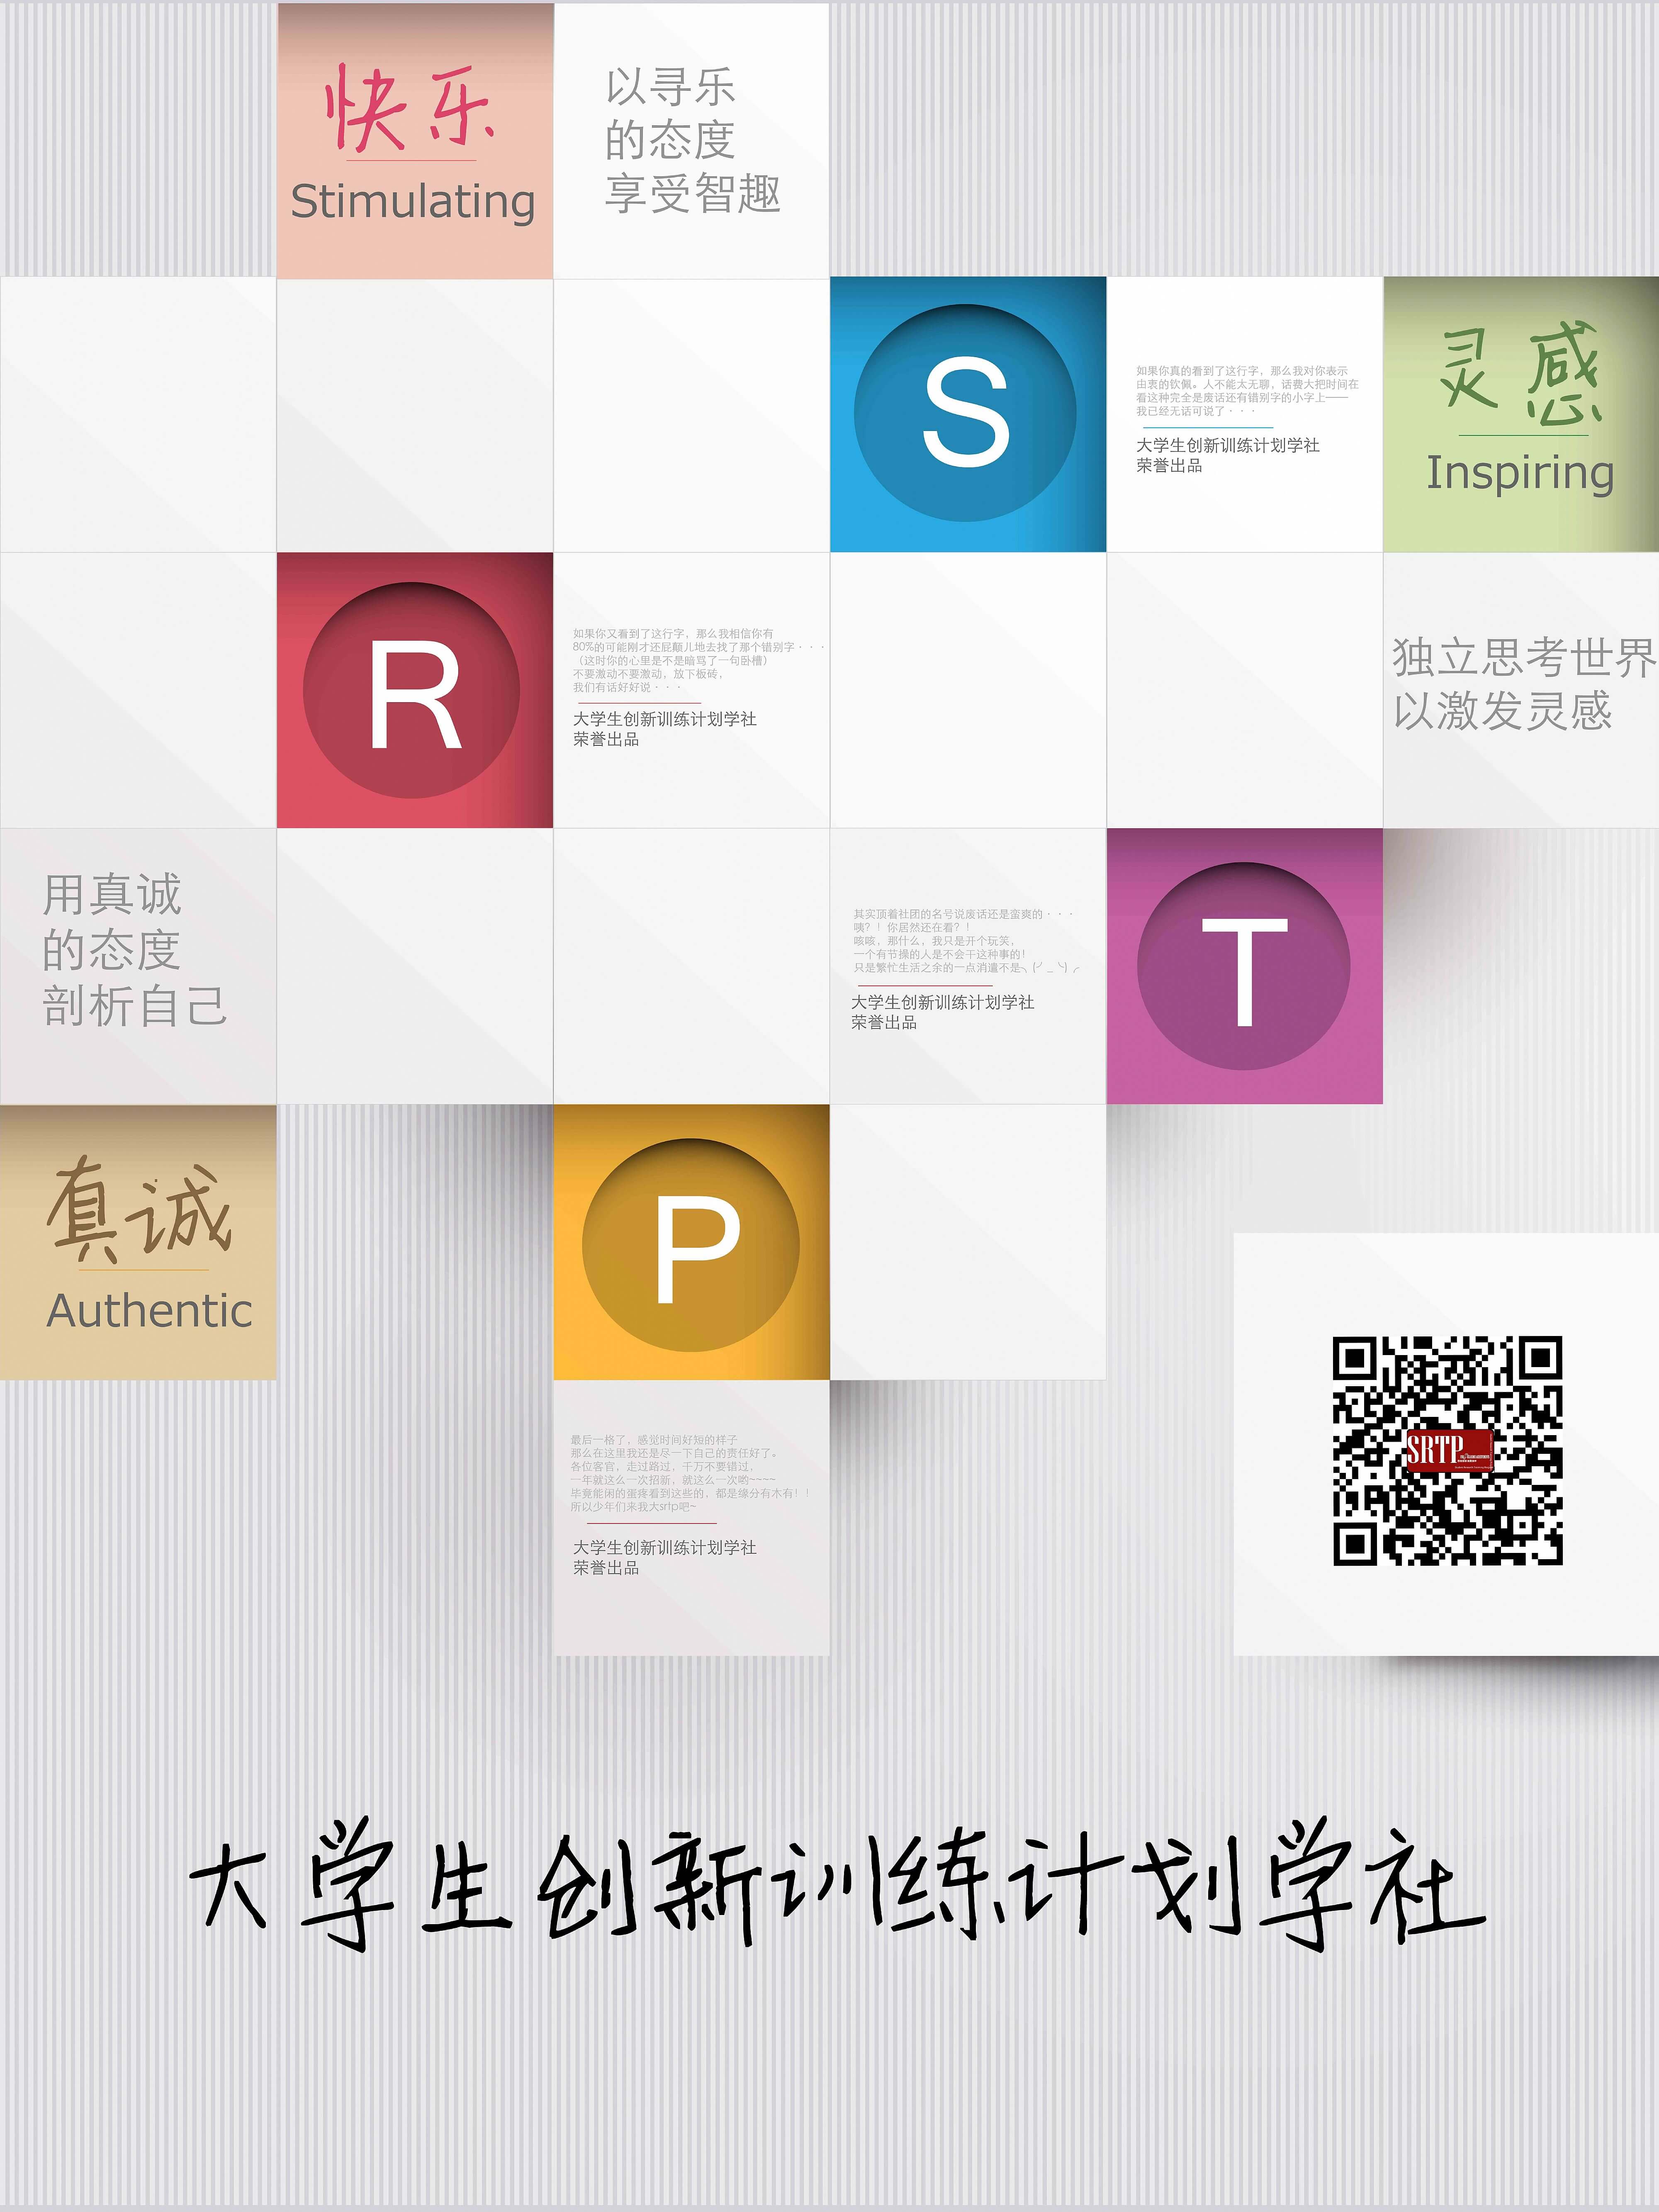 快乐
Stimulating
以寻乐
的态度
享受智趣
S
如果你真的看到了这行字，那么我对你表示
由衷的钦佩。人不能太无聊，话费大把时间在
看这种完全是废话还有错别字的小字上——
我已经无话可说了···
大学生创新训练计划学社
荣誉出品
灵感
Inspiring
R
如果你又看到了这行字，那么我相信你有
80%的可能刚才还屁颠儿地去找了那个错别字···
（这时你的心里是不是暗骂了一句卧槽）
不要激动不要激动，放下板砖，
我们有话好好说···
大学生创新训练计划学社
荣誉出品
独立思考世界
以激发灵感
用真诚
的态度
剖析自己
其实顶着社团的名号说废话还是蛮爽的···
咦？！你居然还在看？！
咳咳，那什么，我只是开个玩笑，
一个有节操的人是不会干这种事的！
只是繁忙生活之余的一点消遣不是╮(╯_╰)╭
大学生创新训练计划学社
荣誉出品
T
真诚
Authentic
P
最后一格了，感觉时间好短的样子
那么在这里我还是尽一下自己的责任好了。
各位客官，走过路过，千万不要错过，
一年就这么一次招新，就这么一次哟~~~~
毕竟能闲的蛋疼看到这些的，都是缘分有木有！！
所以少年们来我大srtp吧~
大学生创新训练计划学社
荣誉出品
SRTP
大学生创新训练计划学社